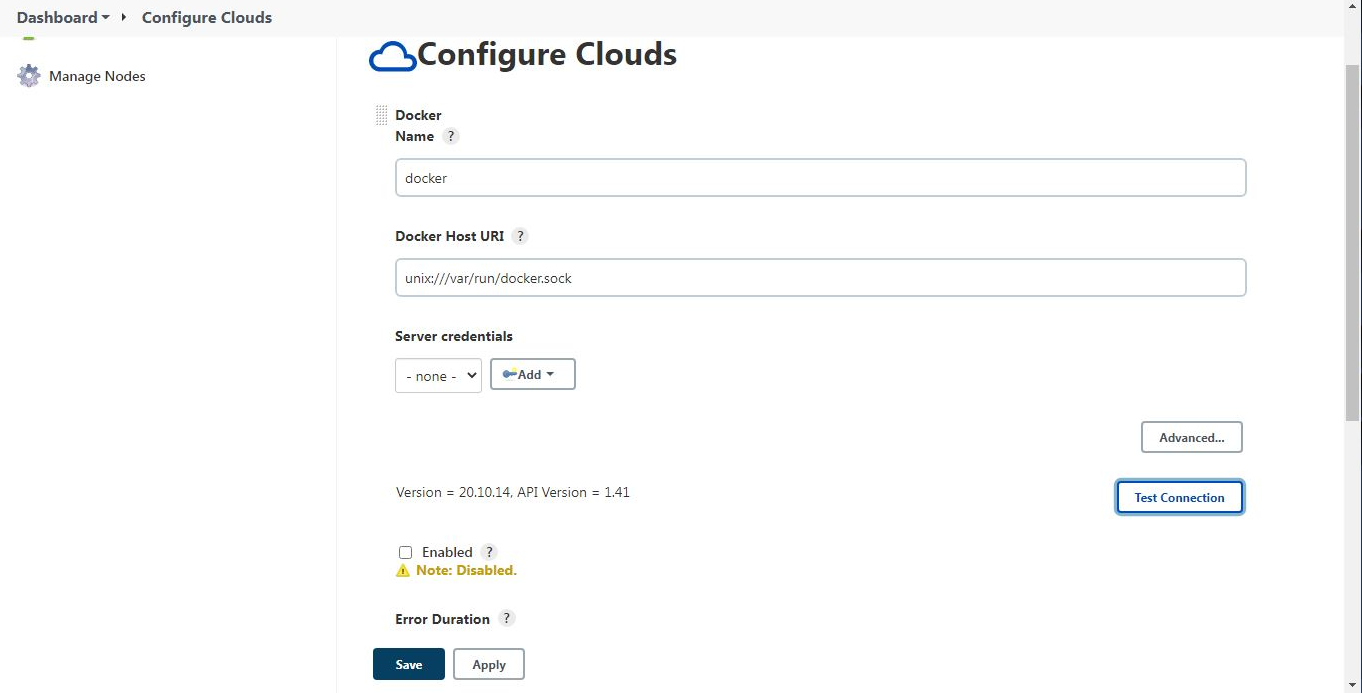 Dashboard Configure Clouds
Manage Nodes
Configure Clouds
Docker
Name ?
docker
Docker Host URI ?
unix:///var/run/docker.sock
Server credentials
- none - Add
Advanced...
Version = 20.10.14, API Version = 1.41
Test Connection
Enabled ?
Note: Disabled.
Error Duration ?
Save Apply